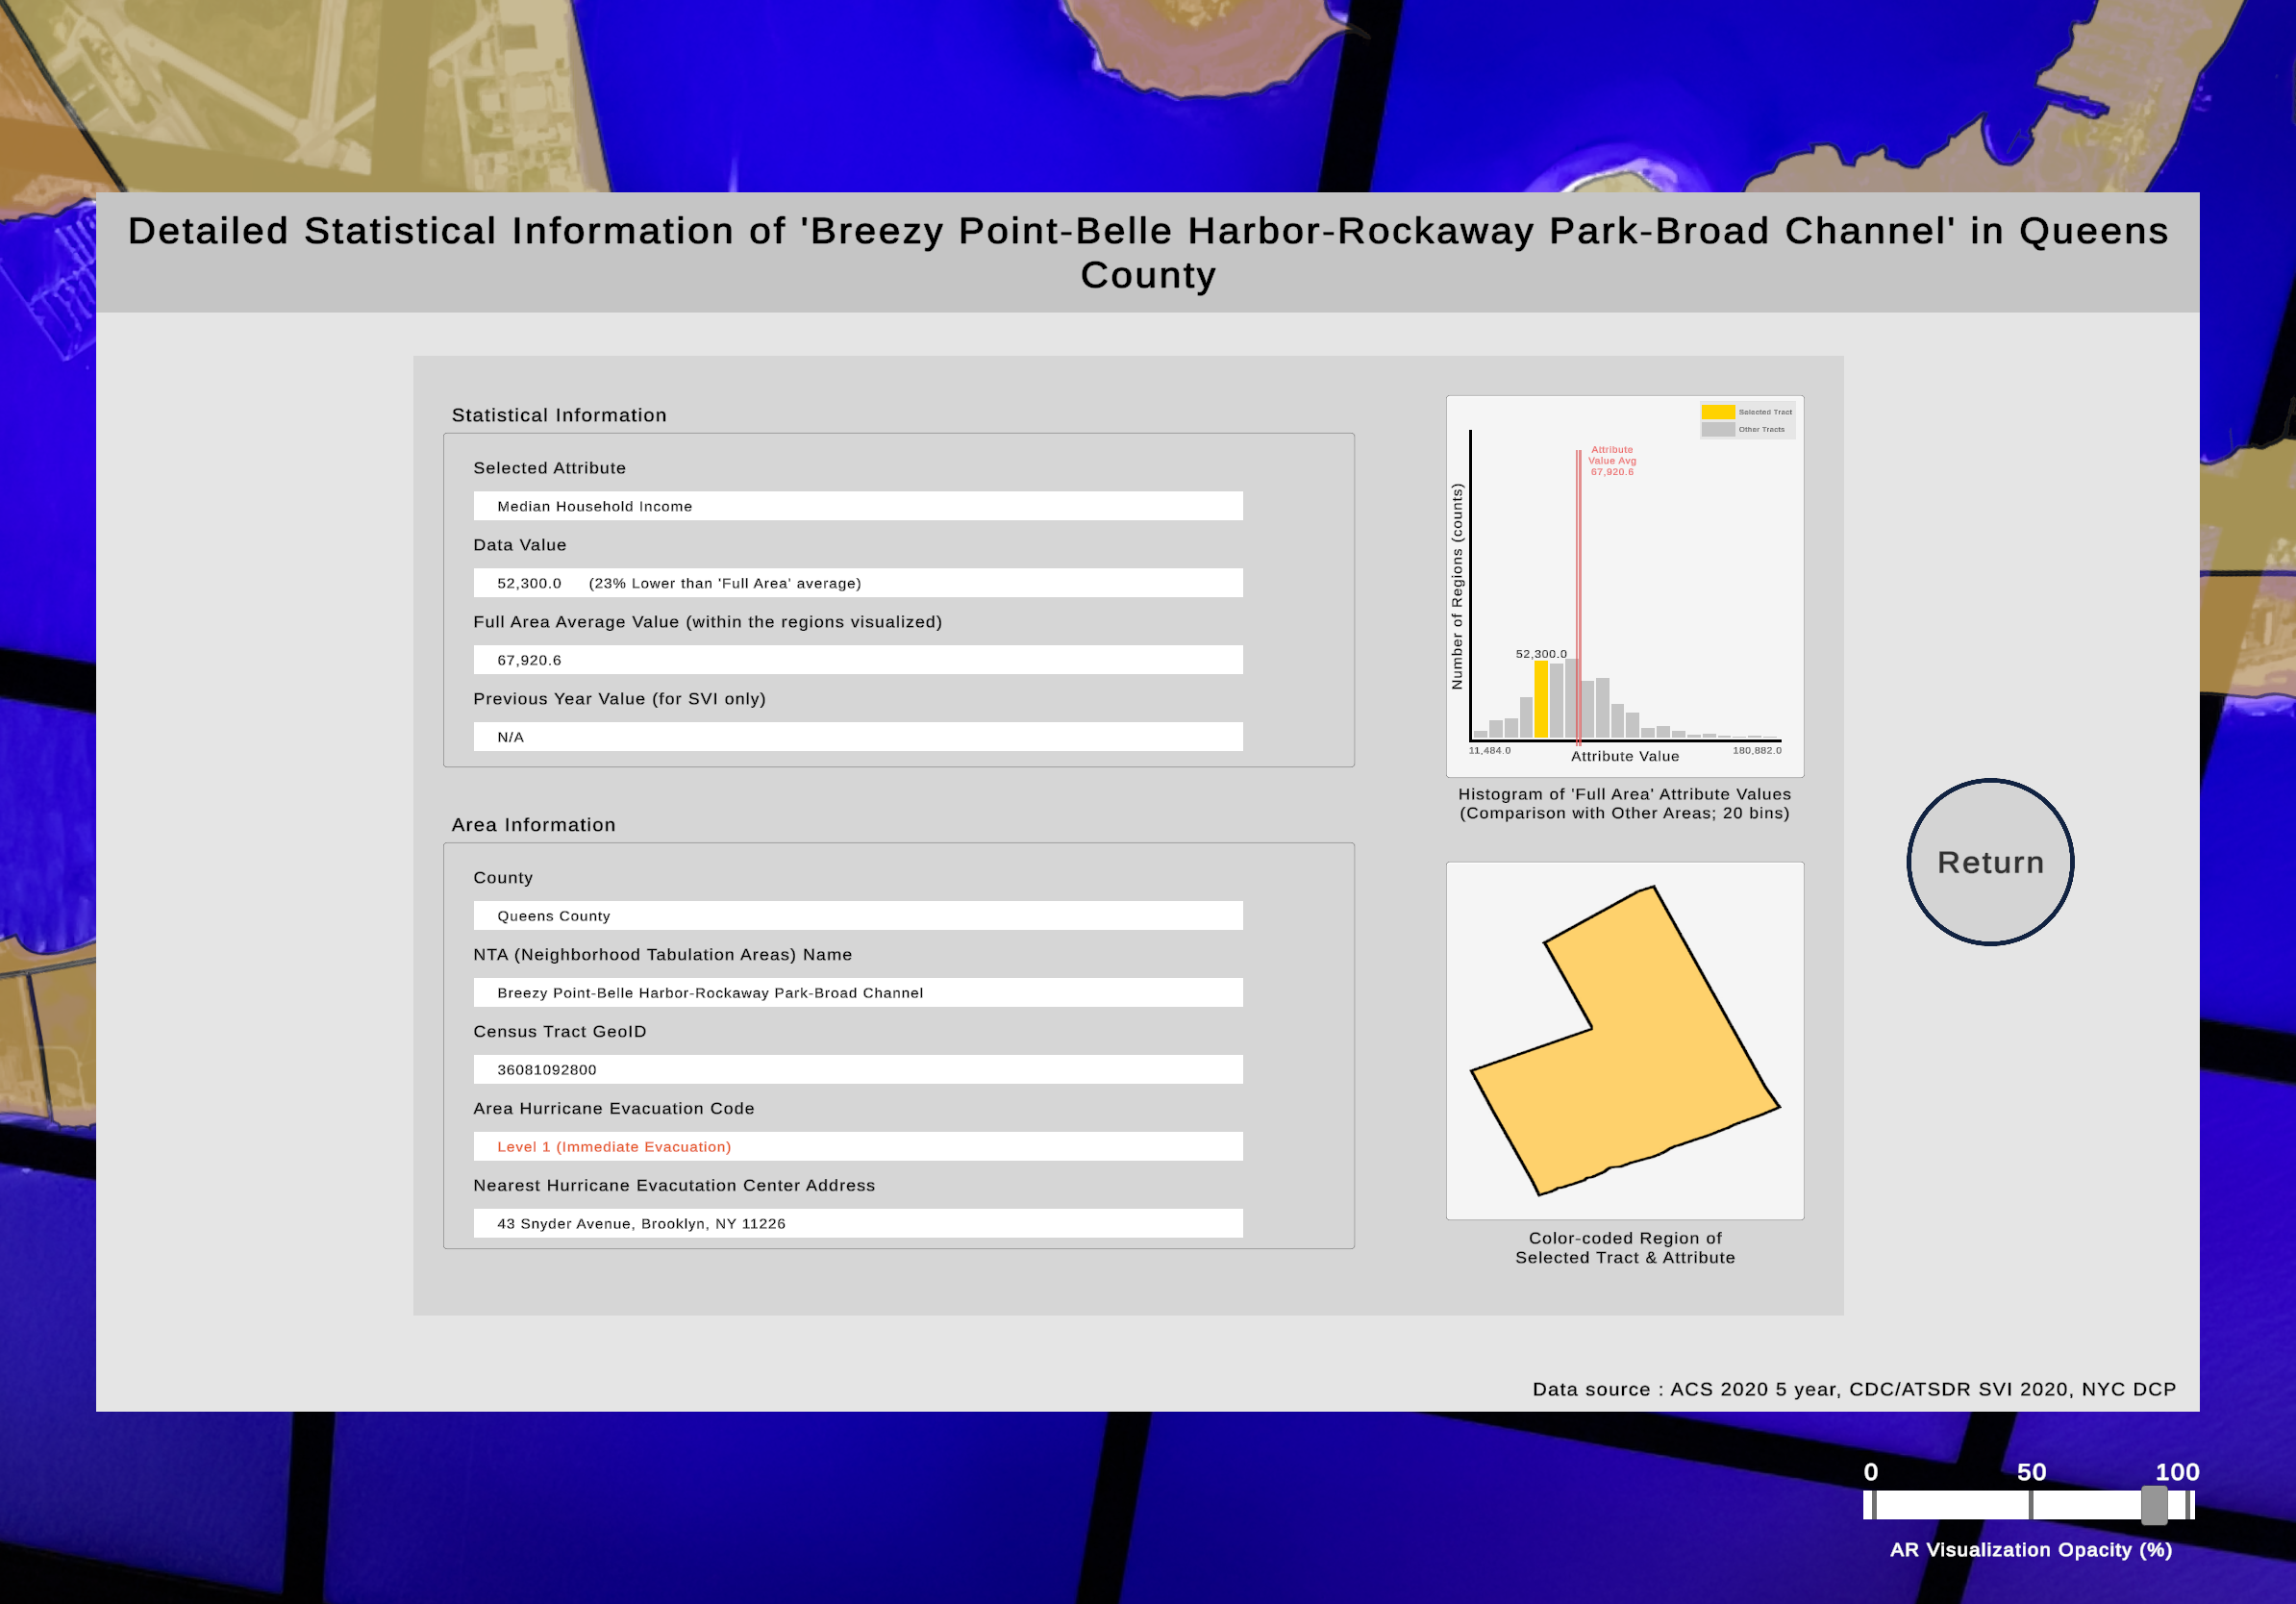 Detailed Statistical Information of 'Breezy Point-Belle Harbor-Rockaway Park-Broad Channel' in Queens
County
Statistical Information
Selected Attribute
Median Household Income
Data Value
52,300.0 (23% Lower than 'Full Area' average)
Full Area Average Value (within the regions visualized)
67,920.6
Previous Year Value (for SVI only)
N/A
Area Information
County
Queens County
NTA (Neighborhood Tabulation Areas) Name
Breezy Point-Belle Harbor-Rockaway Park-Broad Channel
Census Tract GeoID
36081092800
Area Hurricane Evacuation Code
Level 1 (Immediate Evacuation)
Nearest Hurricane Evacutation Center Address
43 Snyder Avenue, Brooklyn, NY 11226
Selected Tract
Other Tracts
Attribute
Value Avg
67,920.6
Number of Regions (counts)
52,300.0
11,484.0
180,882.0
Attribute Value
Histogram of 'Full Area' Attribute Values
(Comparison with Other Areas; 20 bins)
Color-coded Region of
Selected Tract & Attribute
Return
Data source : ACS 2020 5 year, CDC/ATSDR SVI 2020, NYC DCP
0 50 100
AR Visualization Opacity (%)